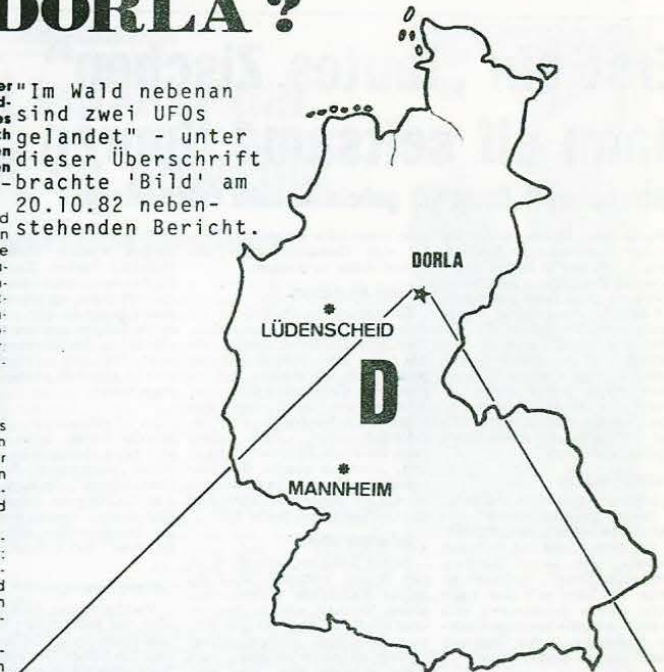 DORLA ?
"Im Wald nebenan
sind zwei UFOs
gelandet" - unter
dieser Überschrift
brachte 'Bild' am
20.10.82 neben-
stehenden Bericht.
DORLA
LÜDENSCHEID
D
MANNHEIM